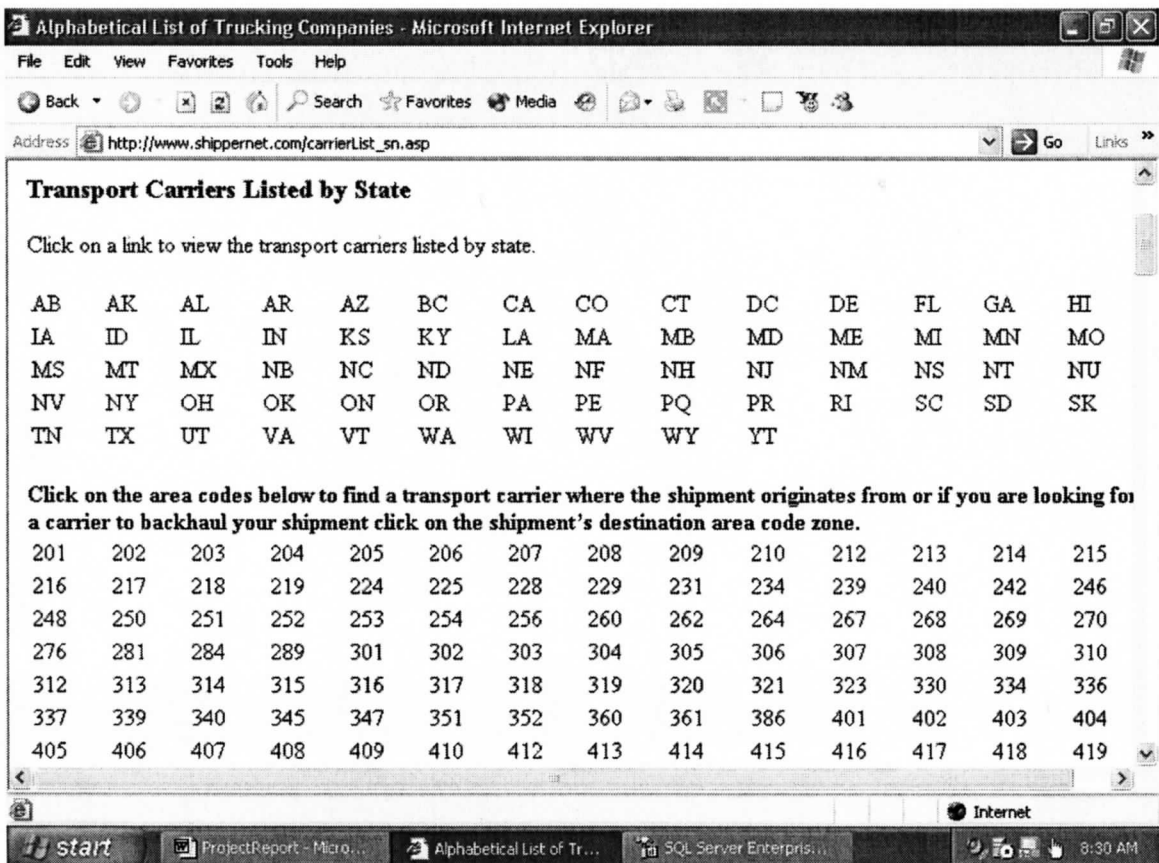 Alphabetical List of Trucking Companies - Microsoft Internet Explorer
File Edit View Favorites Tools Help
Back Search Favorites Media
Address http://www.shippernet.com/carrierList_sn.asp Go Links »
Transport Carriers Listed by State
Click on a link to view the transport carriers listed by state.
AB AK AL AR AZ BC CA CO CT DC DE FL GA HI
IA ID IL IN KS KY LA MA MB MD ME MI MN MO
MS MT MX NB NC ND NE NF NH NJ NM NS NT NU
NV NY OH OK ON OR PA PE PQ PR RI SC SD SK
TN TX UT VA VT WA WI WV WY YT
Click on the area codes below to find a transport carrier where the shipment originates from or if you are looking for
a carrier to backhaul your shipment click on the shipment's destination area code zone.
201 202 203 204 205 206 207 208 209 210 212 213 214 215
216 217 218 219 224 225 228 229 231 234 239 240 242 246
248 250 251 252 253 254 256 260 262 264 267 268 269 270
276 281 284 289 301 302 303 304 305 306 307 308 309 310
312 313 314 315 316 317 318 319 320 321 323 330 334 336
337 339 340 345 347 351 352 360 361 386 401 402 403 404
405 406 407 408 409 410 412 413 414 415 416 417 418 419
Internet
start ProjectReport - Micro... Alphabetical List of Tr... SQL Server Enterpris... 8:30 AM